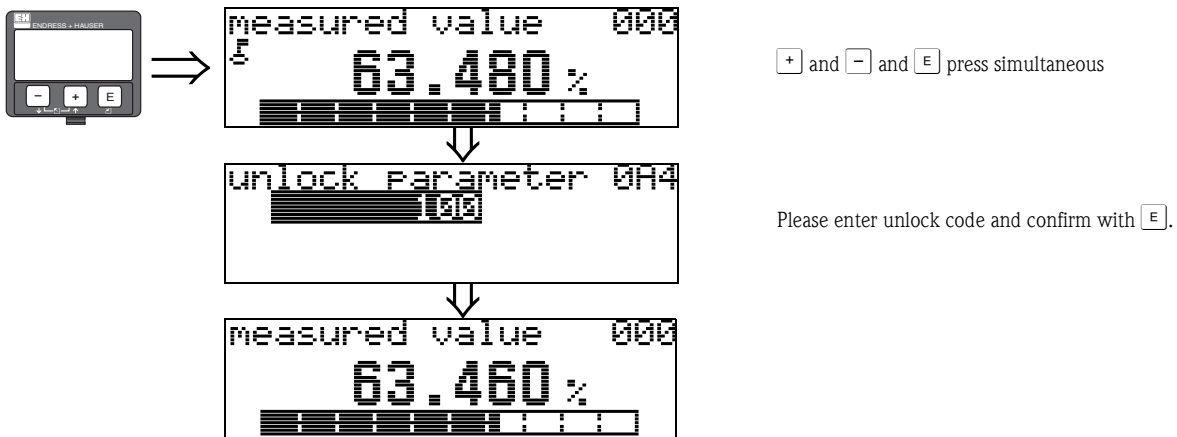 EH ENDRESS + HAUSER
- + E
measured value 000
63.480 %
+ and - and E press simultaneous
unlock parameter 0A4
100
Please enter unlock code and confirm with E.
measured value 000
63.460 %